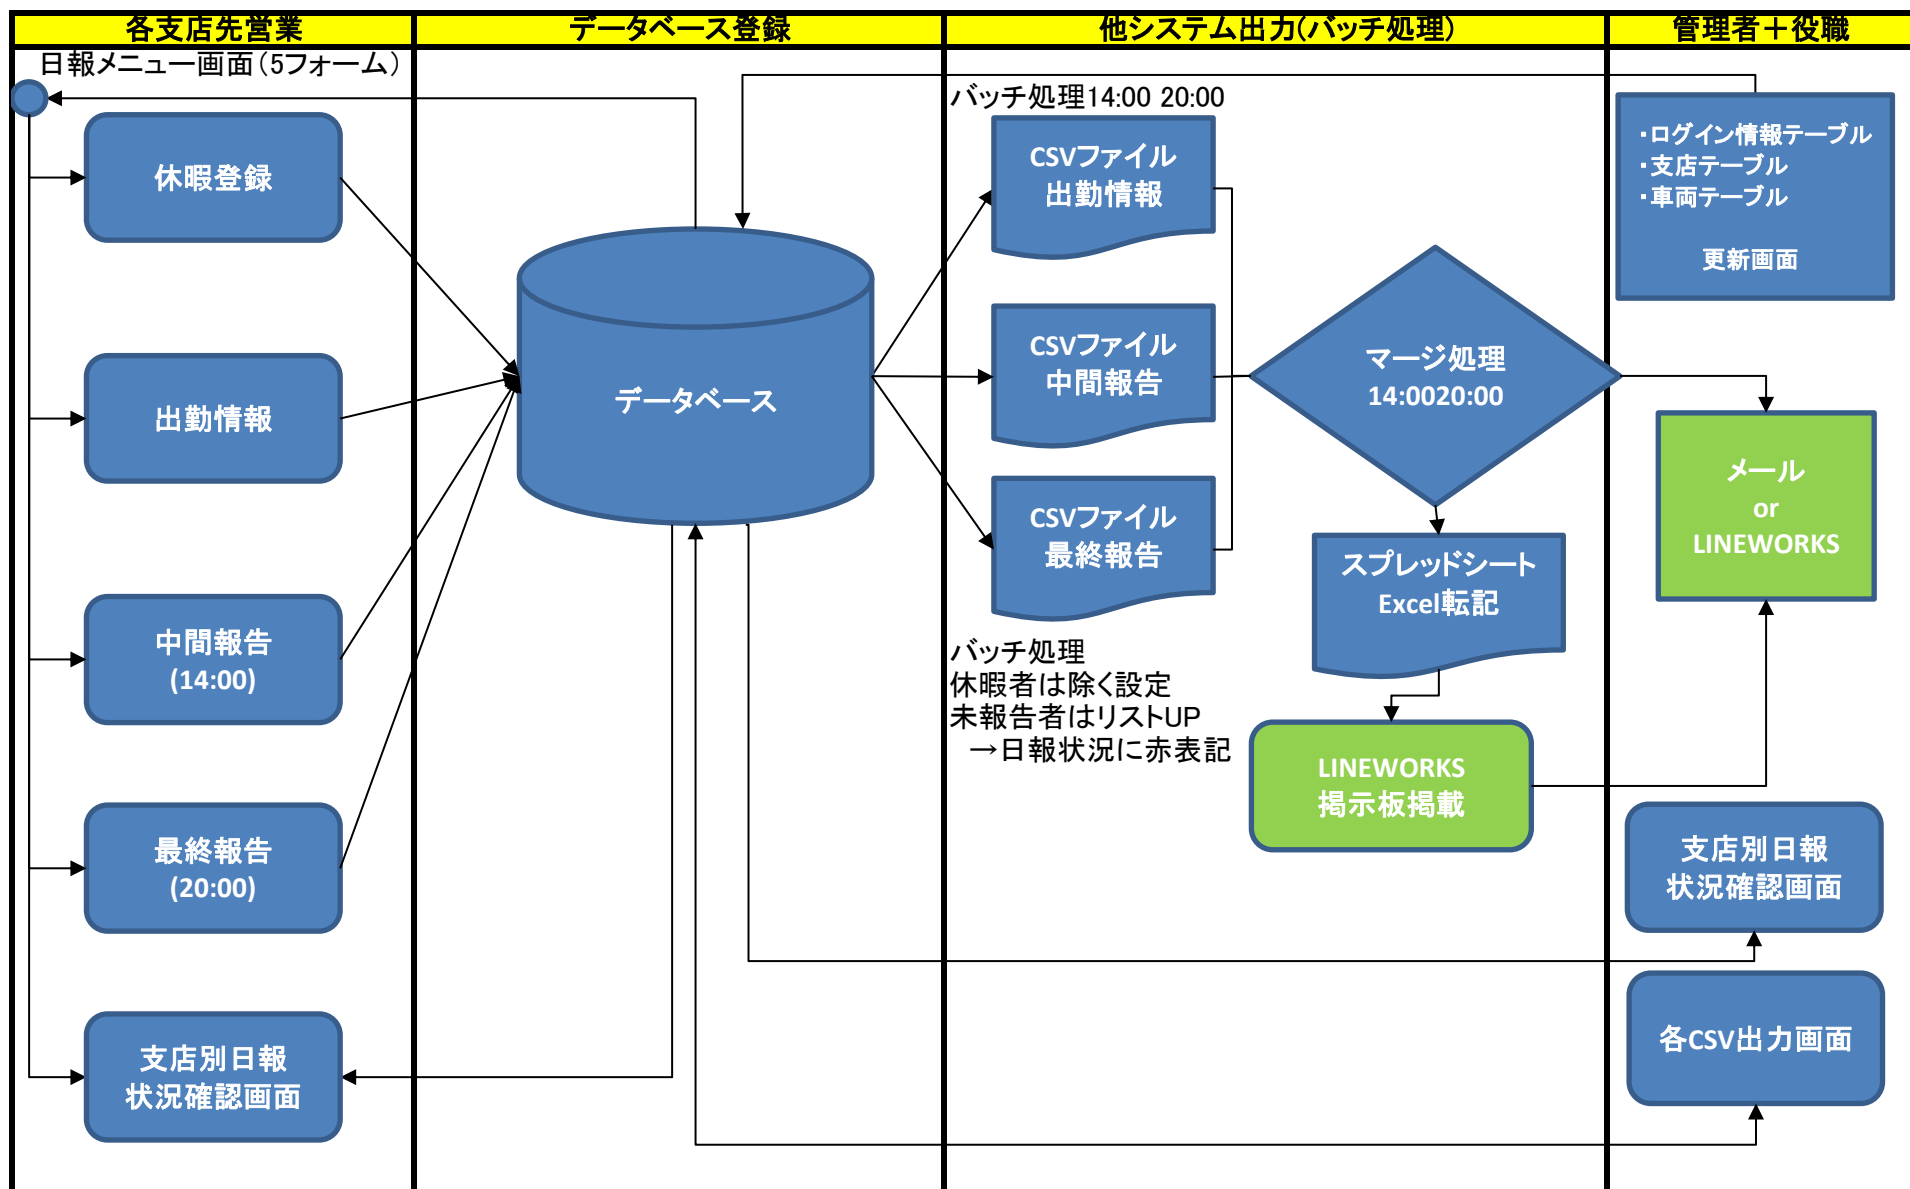 各支店先営業
データベース登録
他システム出力(バッチ処理)
管理者＋役職
日報メニュー画面（5フォーム）
休暇登録
出勤情報
中間報告
(14:00)
最終報告
(20:00)
支店別日報
状況確認画面
データベース
バッチ処理14:00 20:00
CSVファイル
出勤情報
CSVファイル
中間報告
CSVファイル
最終報告
バッチ処理
休暇者は除く設定
未報告者はリストUP
→日報状況に赤表記
マージ処理
14:0020:00
スプレッドシート
Excel転記
LINEWORKS
掲示板掲載
・ログイン情報テーブル
・支店テーブル
・車両テーブル
更新画面
メール
or
LINEWORKS
支店別日報
状況確認画面
各CSV出力画面